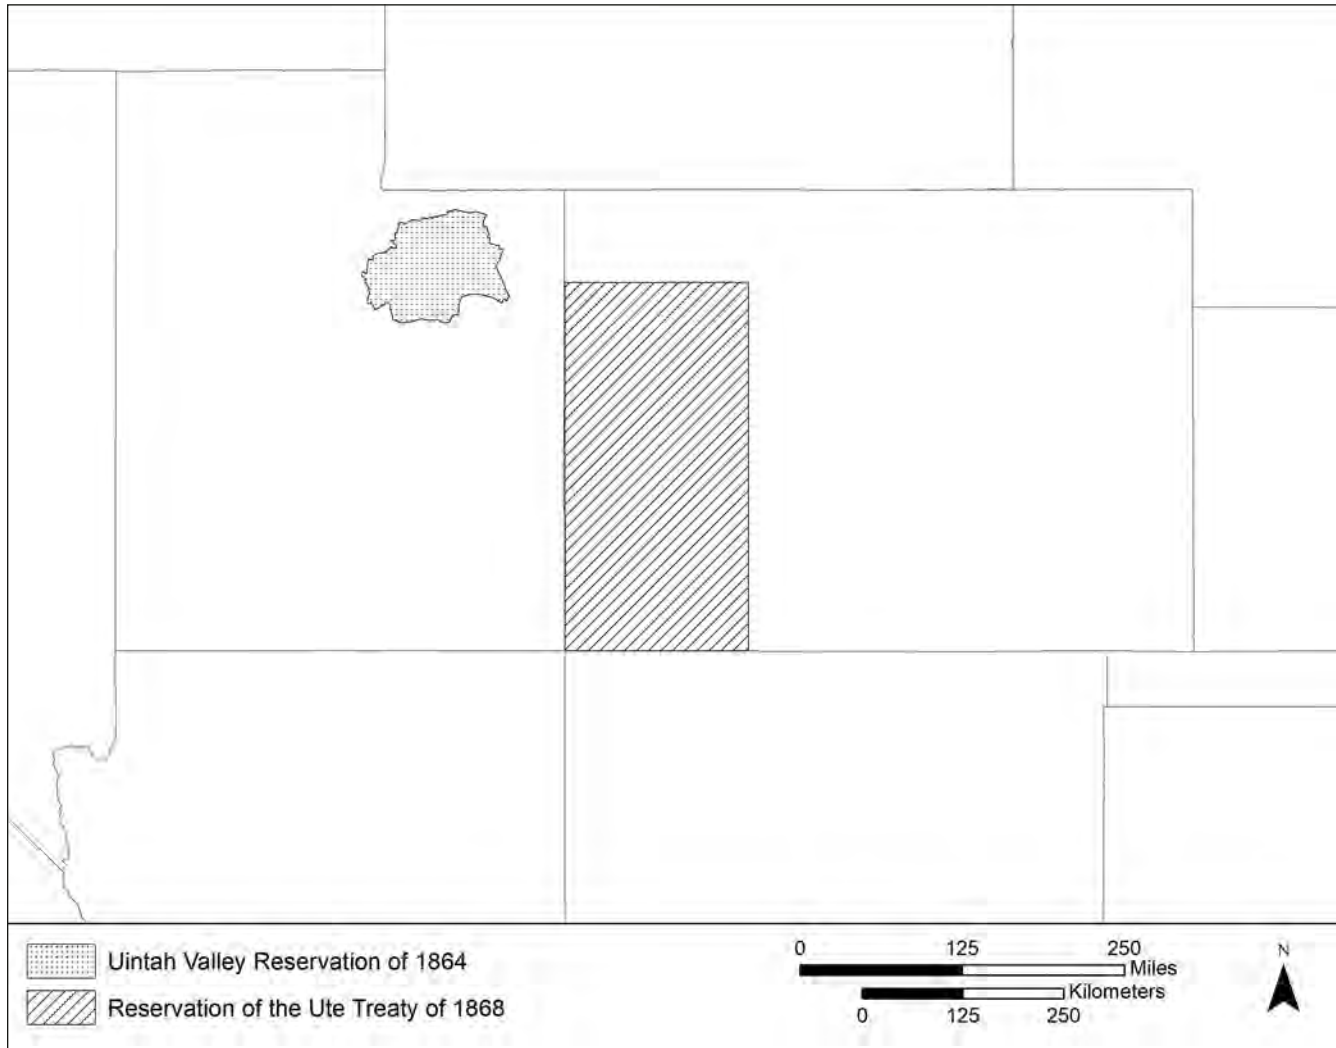 Uintah Valley Reservation of 1864
Reservation of the Ute Treaty of 1868
0 125 250
Miles
Kilometers
0 125 250
N